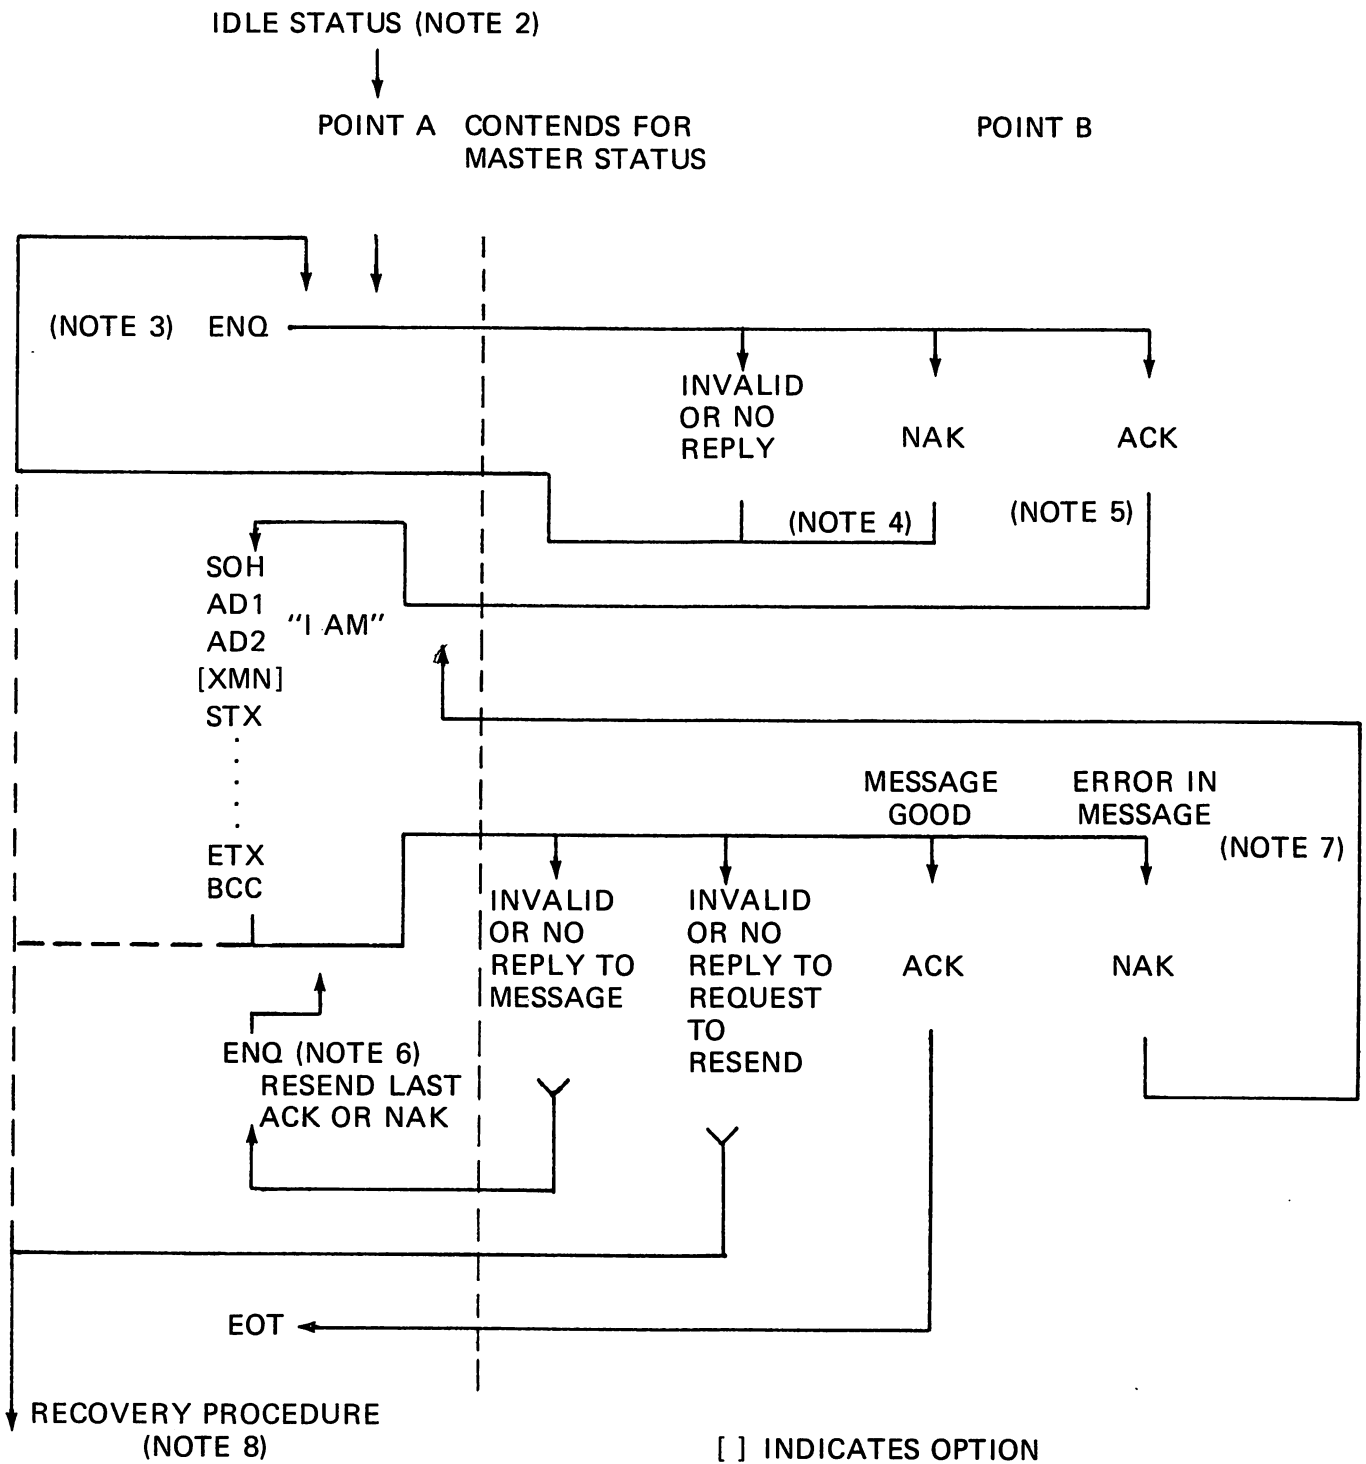 IDLE STATUS (NOTE 2)
POINT A CONTENDS FOR
MASTER STATUS
POINT B
(NOTE 3) ENQ
INVALID
OR NO
REPLY
NAK
ACK
(NOTE 4)
(NOTE 5)
SOH
AD1
"I AM"
AD2
[XMN]
STX
.
.
.
.
.
ETX
BCC
MESSAGE
GOOD
ERROR IN
MESSAGE
(NOTE 7)
INVALID
OR NO
REPLY TO
MESSAGE
INVALID
OR NO
REPLY TO
REQUEST
TO
RESEND
ACK
NAK
ENQ (NOTE 6)
RESEND LAST
ACK OR NAK
EOT
RECOVERY PROCEDURE
(NOTE 8)
[ ] INDICATES OPTION